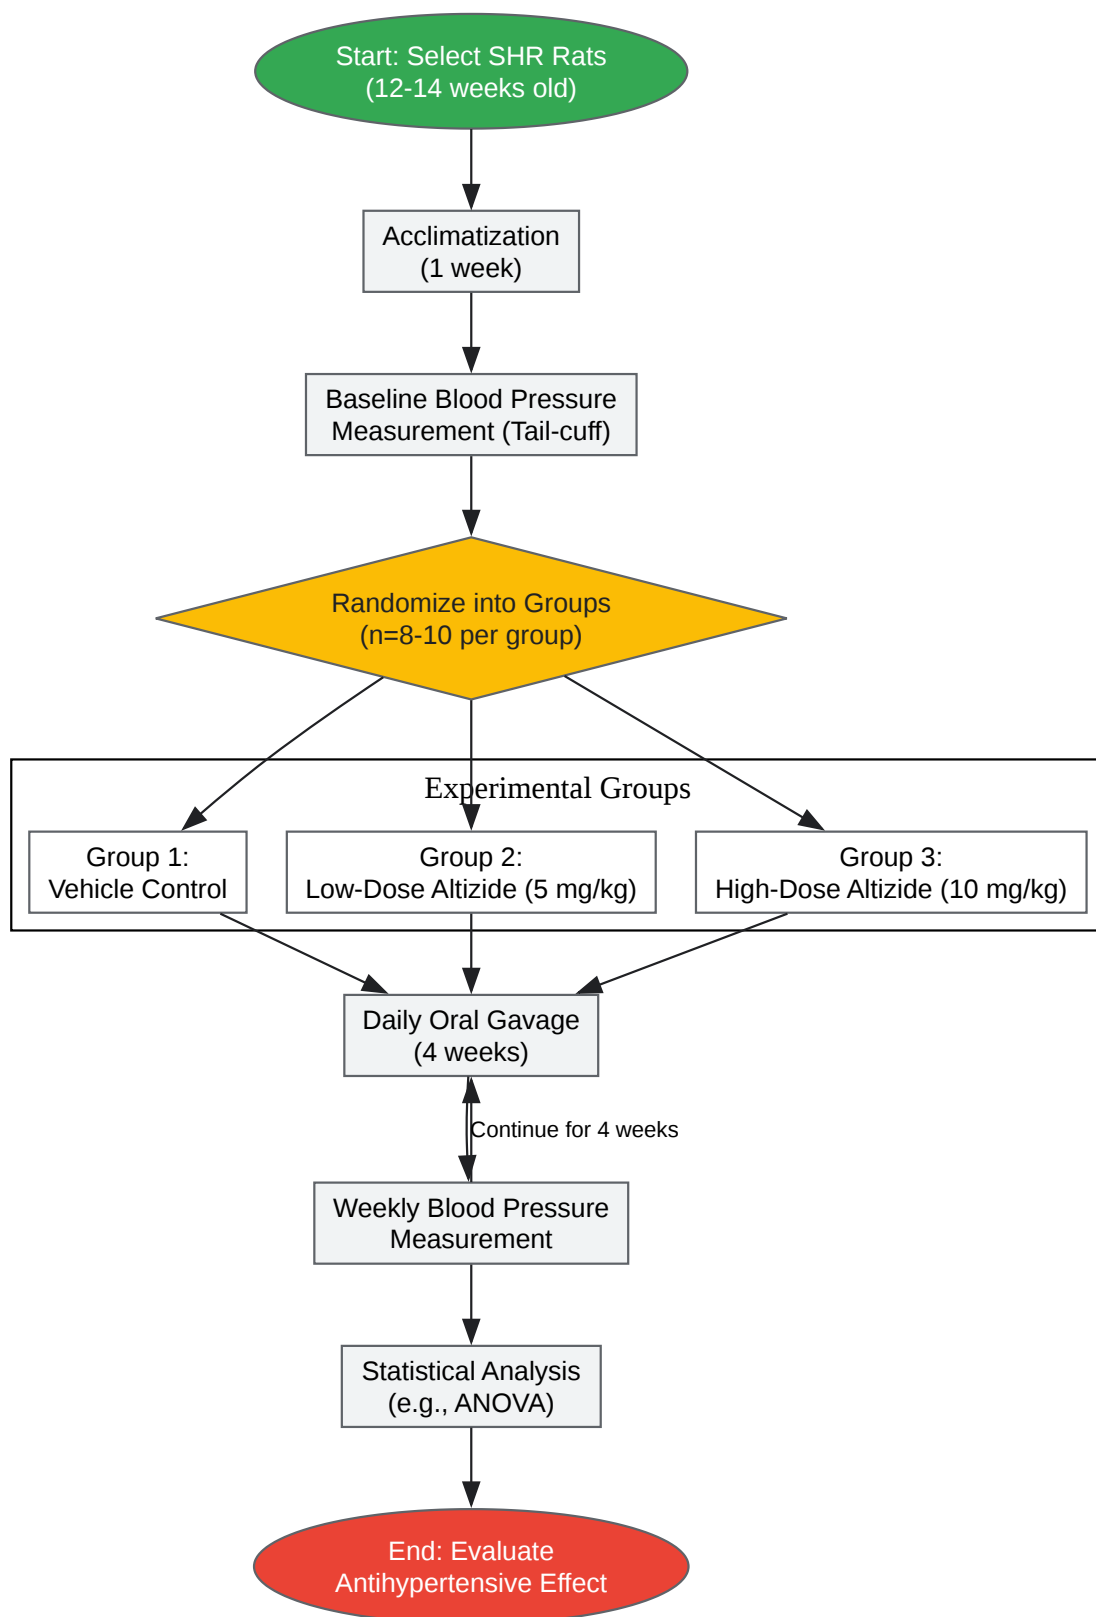 Start: Select SHR Rats
(12-14 weeks old)
Acclimatization
(1 week)
Baseline Blood Pressure
Measurement (Tail-cuff)
Randomize into Groups
(n=8-10 per group)
Experimental Groups
Group 1:
Vehicle Control
Group 2:
Low-Dose Altizide (5 mg/kg)
Group 3:
High-Dose Altizide (10 mg/kg)
Daily Oral Gavage
(4 weeks)
Continue for 4 weeks
Weekly Blood Pressure
Measurement
Statistical Analysis
(e.g., ANOVA)
End: Evaluate
Antihypertensive Effect